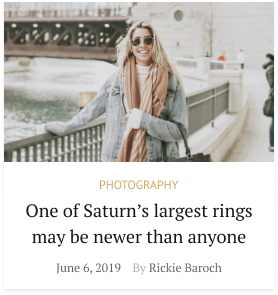 PHOTOGRAPHY
One of Saturn’s largest rings
may be newer than anyone
June 6, 2019 By Rickie Baroch